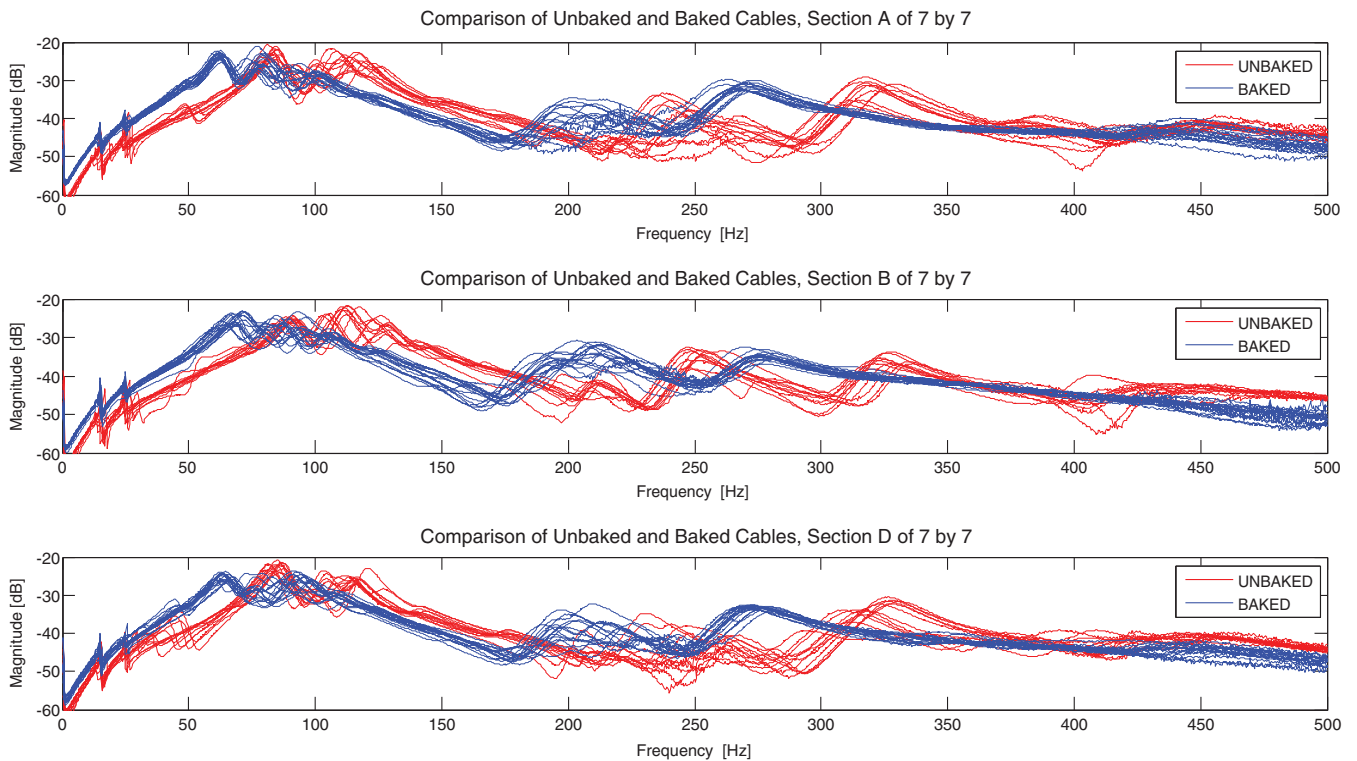 Comparison of Unbaked and Baked Cables, Section A of 7 by 7
Magnitude [dB]
-20
-30
-40
-50
-60
0 50 100 150 200 250 300 350 400 450 500
Frequency [Hz]
UNBAKED
BAKED
Comparison of Unbaked and Baked Cables, Section B of 7 by 7
Magnitude [dB]
-20
-30
-40
-50
-60
0 50 100 150 200 250 300 350 400 450 500
Frequency [Hz]
UNBAKED
BAKED
Comparison of Unbaked and Baked Cables, Section D of 7 by 7
Magnitude [dB]
-20
-30
-40
-50
-60
0 50 100 150 200 250 300 350 400 450 500
Frequency [Hz]
UNBAKED
BAKED